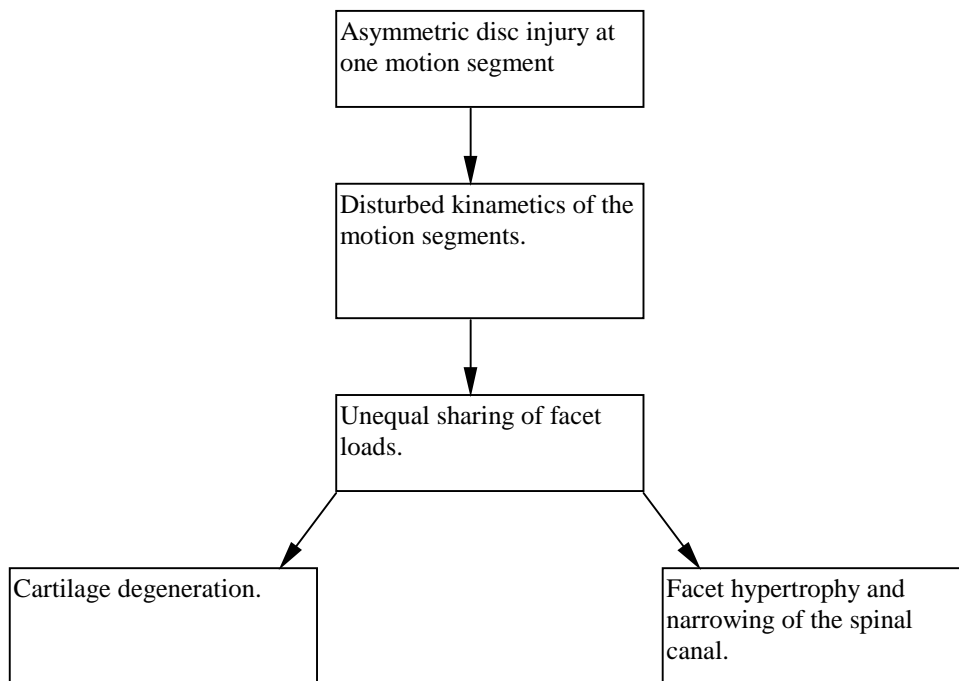 Asymmetric disc injury at
one motion segment
Disturbed kinametics of the
motion segments.
Unequal sharing of facet
loads.
Cartilage degeneration.
Facet hypertrophy and
narrowing of the spinal
canal.